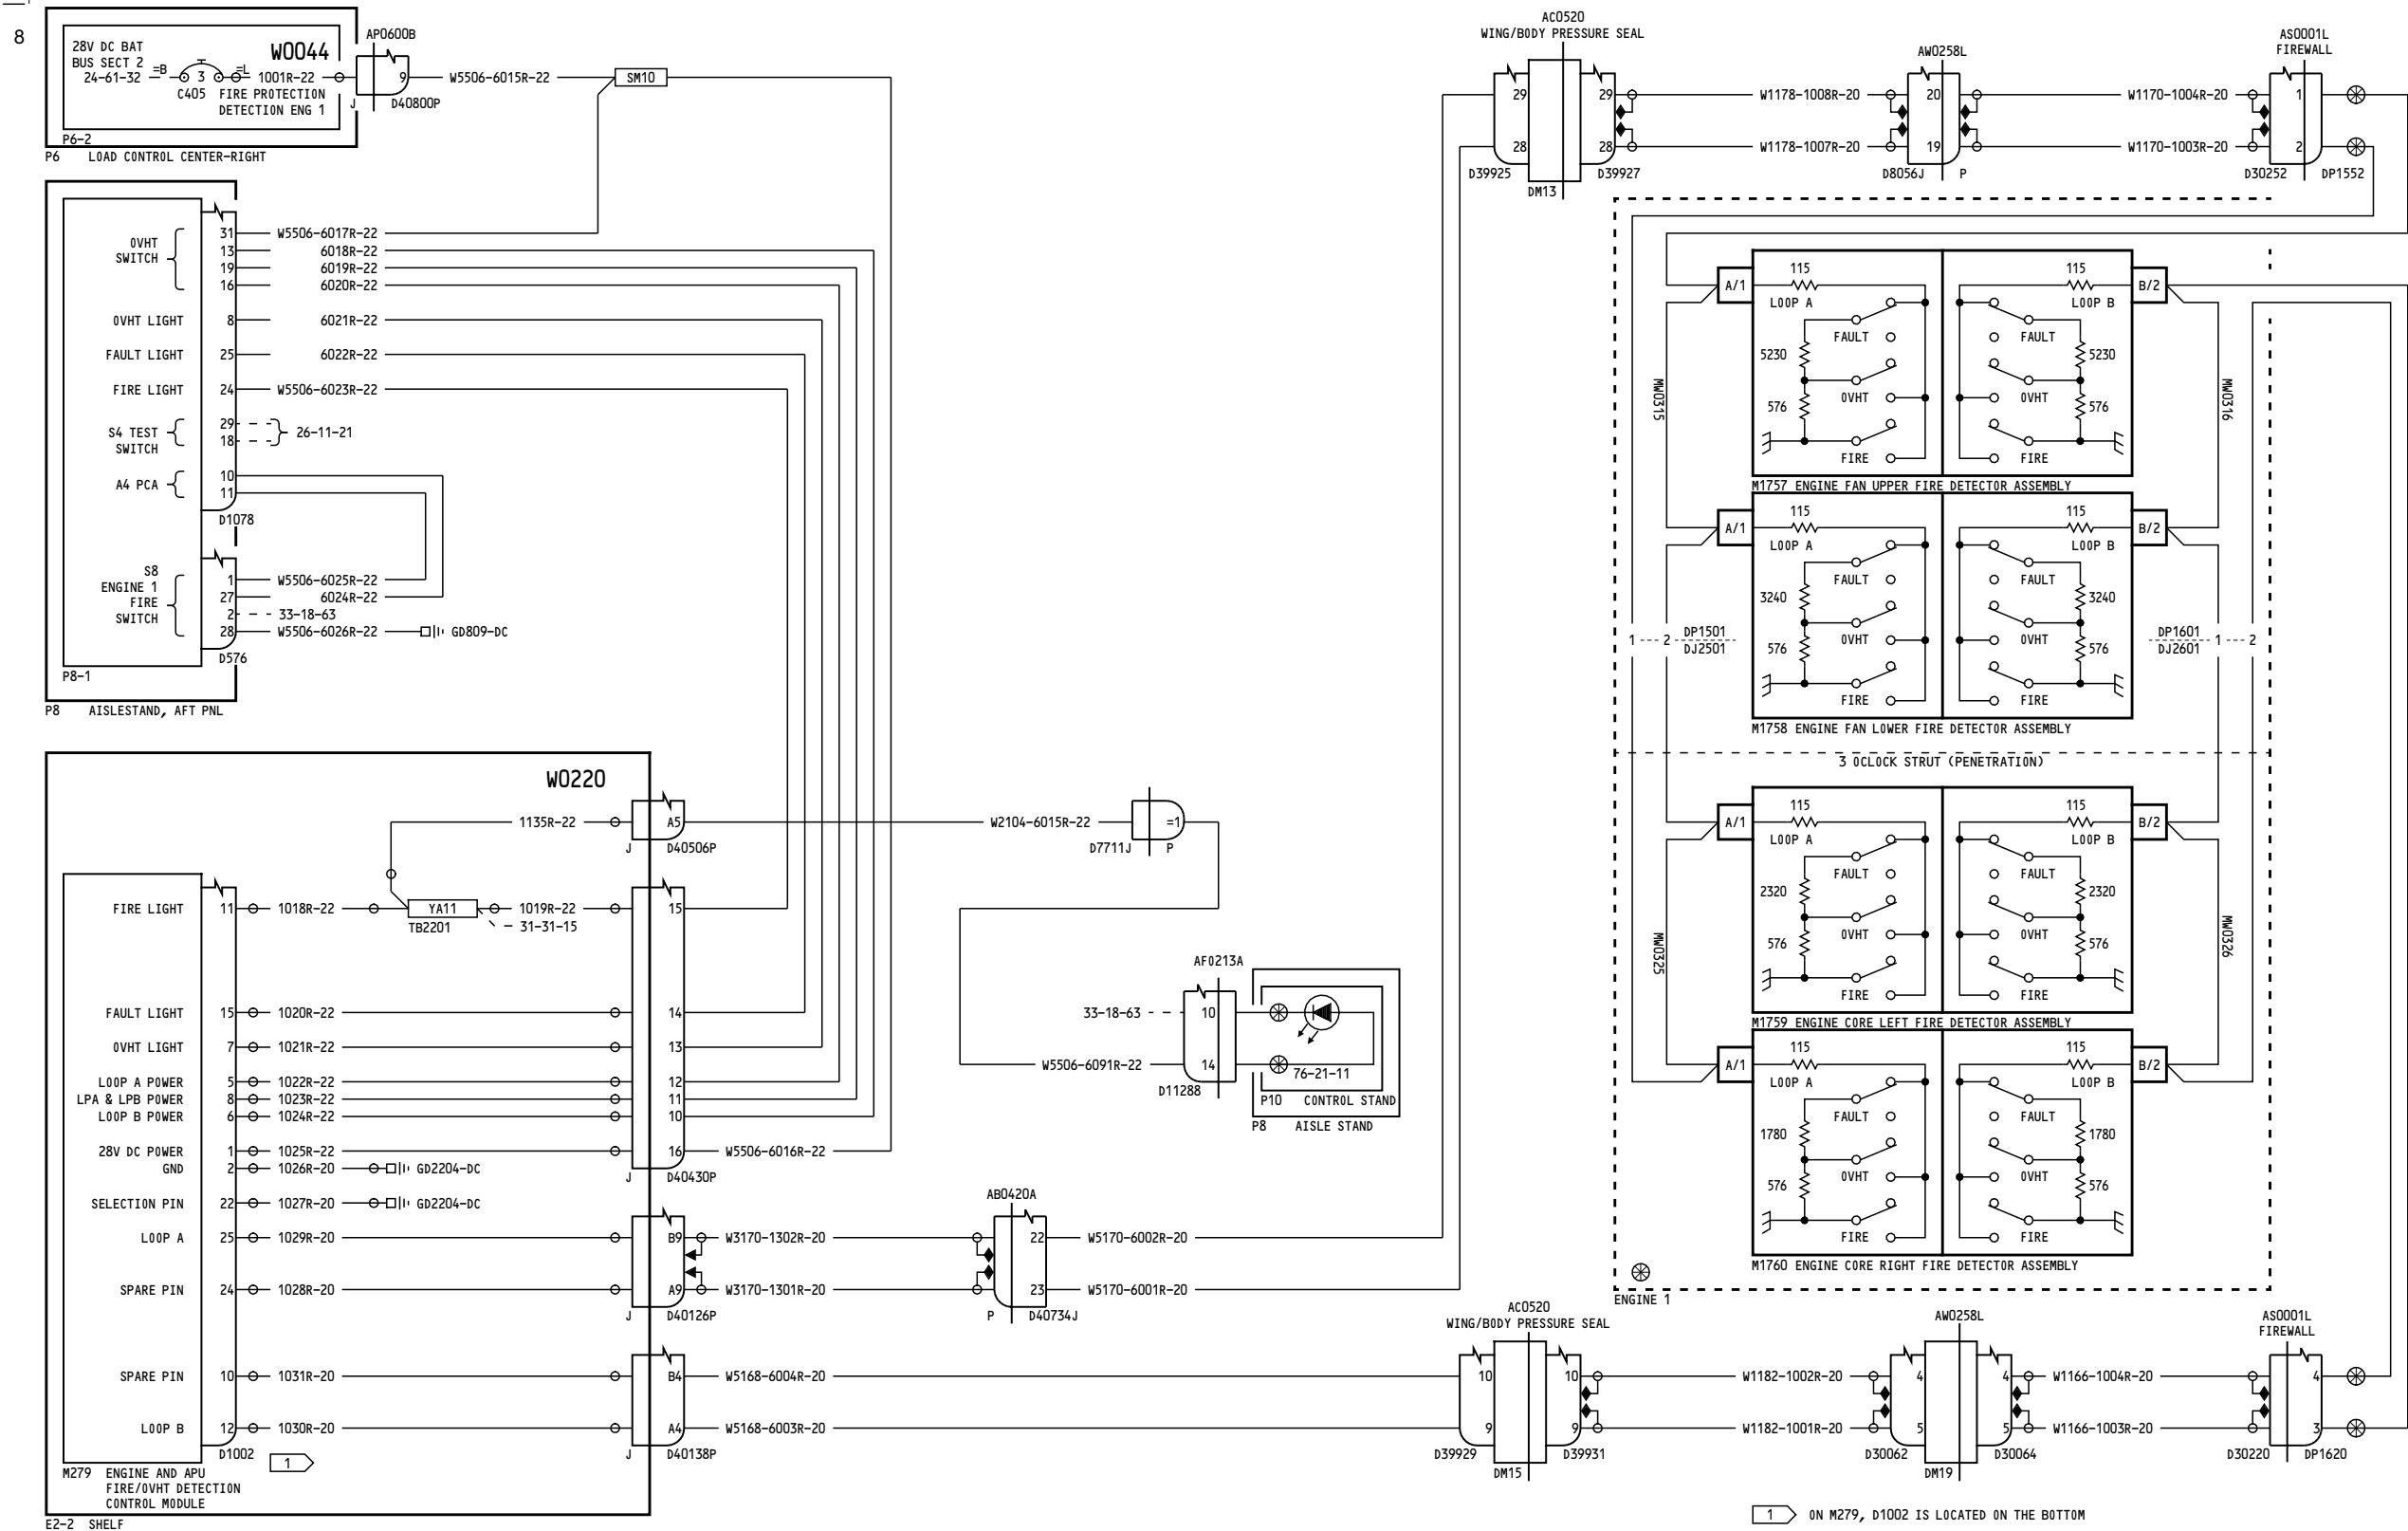 8
28V DC BAT
BUS SECT 2
24-61-32
=B
3
=L
C405
W0044
1001R-22
FIRE PROTECTION
DETECTION ENG 1
P6-2
P6 LOAD CONTROL CENTER-RIGHT
AP0600B
9
J
D40800P
W5506-6015R-22
SM10
0VHT
SWITCH
31 W5506-6017R-22
13 6018R-22
19 6019R-22
16 6020R-22
0VHT LIGHT 8 6021R-22
FAULT LIGHT 25 6022R-22
FIRE LIGHT 24 W5506-6023R-22
S4 TEST
SWITCH
29
18
26-11-21
A4 PCA
10
11
D1078
S8
ENGINE 1
FIRE
SWITCH
1 W5506-6025R-22
27 6024R-22
2 33-18-63
28 W5506-6026R-22 GD809-DC
D576
P8-1
P8 AISLESTAND, AFT PNL
W0220
1135R-22 A5
J D40506P
W2104-6015R-22
=1
D7711J P
FIRE LIGHT 11 1018R-22 YA11 1019R-22 15
TB2201
31-31-15
FAULT LIGHT 15 1020R-22 14
0VHT LIGHT 7 1021R-22 13
LOOP A POWER 5 1022R-22 12
LPA & LPB POWER 8 1023R-22 11
LOOP B POWER 6 1024R-22 10
28V DC POWER 1 1025R-22 16 W5506-6016R-22
GND 2 1026R-20 GD2204-DC
J D40430P
SELECTION PIN 22 1027R-20 GD2204-DC
LOOP A 25 1029R-20 B9 W3170-1302R-20 22 W5170-6002R-20
SPARE PIN 24 1028R-20 A9 W3170-1301R-20 23 W5170-6001R-20
J D40126P
AB0420A
P D40734J
SPARE PIN 10 1031R-20 B4 W5168-6004R-20
LOOP B 12 1030R-20 A4 W5168-6003R-20
D1002
1
J D40138P
M279 ENGINE AND APU
FIRE/0VHT DETECTION
CONTROL MODULE
E2-2 SHELF
AF0213A
33-18-63
10
W5506-6091R-22
14
D11288
76-21-11
P10 CONTROL STAND
P8 AISLE STAND
AC0520
WING/BODY PRESSURE SEAL
29 29
28 28
D39925
DM13
D39927
W1178-1008R-20
W1178-1007R-20
AW0258L
20
19
D8056J P
W1170-1004R-20
W1170-1003R-20
AS0001L
FIREWALL
1
2
D30252 DP1552
A/1
115
LOOP A
FAULT
5230
0VHT
576
FIRE
115
B/2
LOOP B
FAULT
5230
0VHT
576
FIRE
M1757 ENGINE FAN UPPER FIRE DETECTOR ASSEMBLY
MW0315
MW0316
A/1
115
LOOP A
FAULT
3240
0VHT
576
FIRE
115
B/2
LOOP B
FAULT
3240
0VHT
576
FIRE
M1758 ENGINE FAN LOWER FIRE DETECTOR ASSEMBLY
1 2 DP1501
DJ2501
DP1601 1 2
DJ2601
3 OCLOCK STRUT (PENETRATION)
A/1
115
LOOP A
FAULT
2320
0VHT
576
FIRE
115
B/2
LOOP B
FAULT
2320
0VHT
576
FIRE
M1759 ENGINE CORE LEFT FIRE DETECTOR ASSEMBLY
MW0325
MW0326
A/1
115
LOOP A
FAULT
1780
0VHT
576
FIRE
115
B/2
LOOP B
FAULT
1780
0VHT
576
FIRE
M1760 ENGINE CORE RIGHT FIRE DETECTOR ASSEMBLY
ENGINE 1
AC0520
WING/BODY PRESSURE SEAL
10 10
9 9
D39929
DM15
D39931
W1182-1002R-20
W1182-1001R-20
AW0258L
4 4
5 5
D30062
DM19
D30064
W1166-1004R-20
W1166-1003R-20
AS0001L
FIREWALL
4
3
D30220 DP1620
1 ON M279, D1002 IS LOCATED ON THE BOTTOM